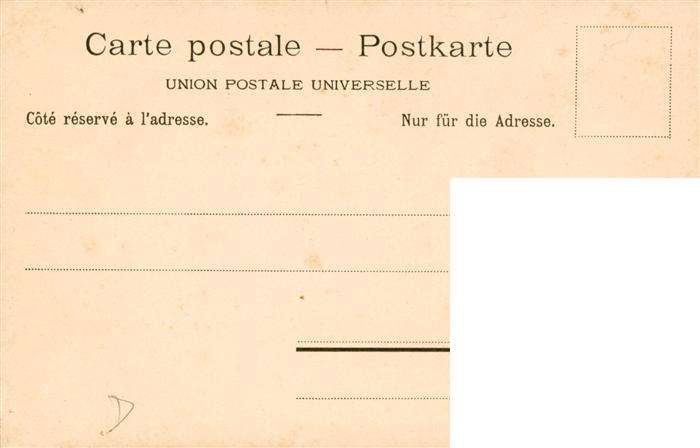 Carte postale — Postkarte
UNION POSTALE UNIVERSELLE
Côté réservé à l'adresse. Nur für die Adresse.
D